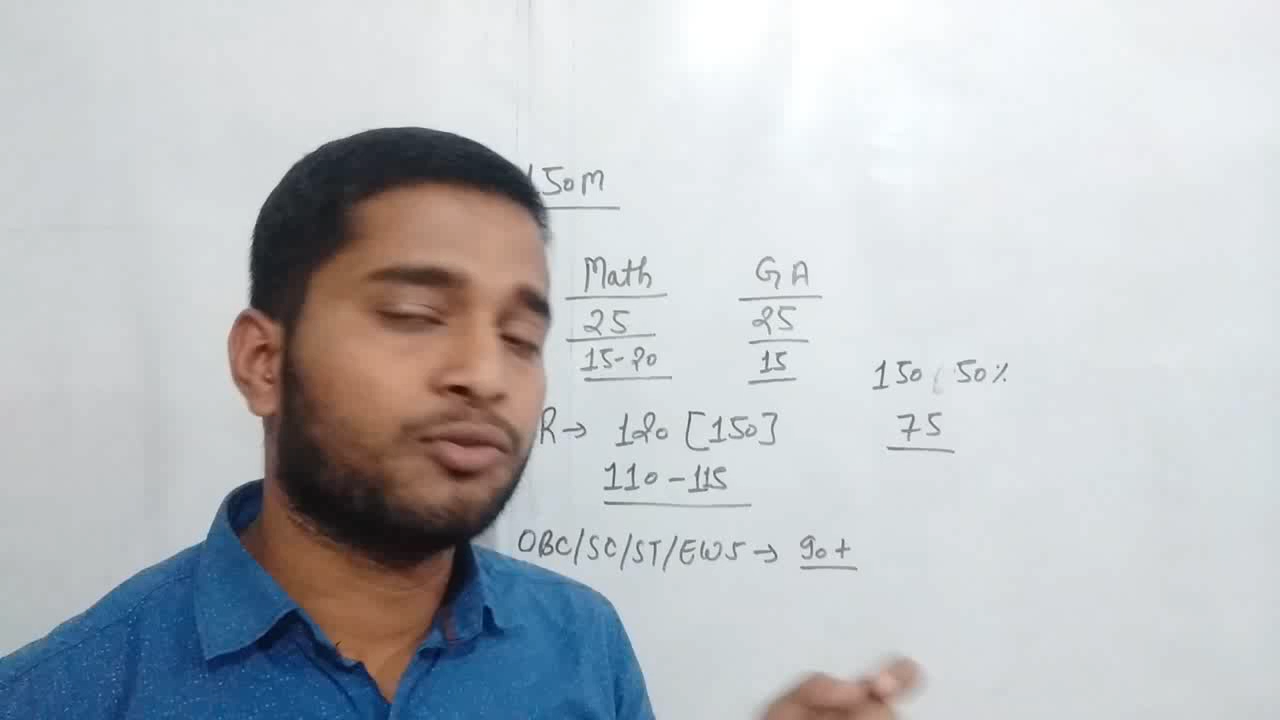 150M
Math GA
25 25
15-20 15
150 50%
R→ 120 [150] 75
110-115
OBC/SC/ST/EWS → 90+